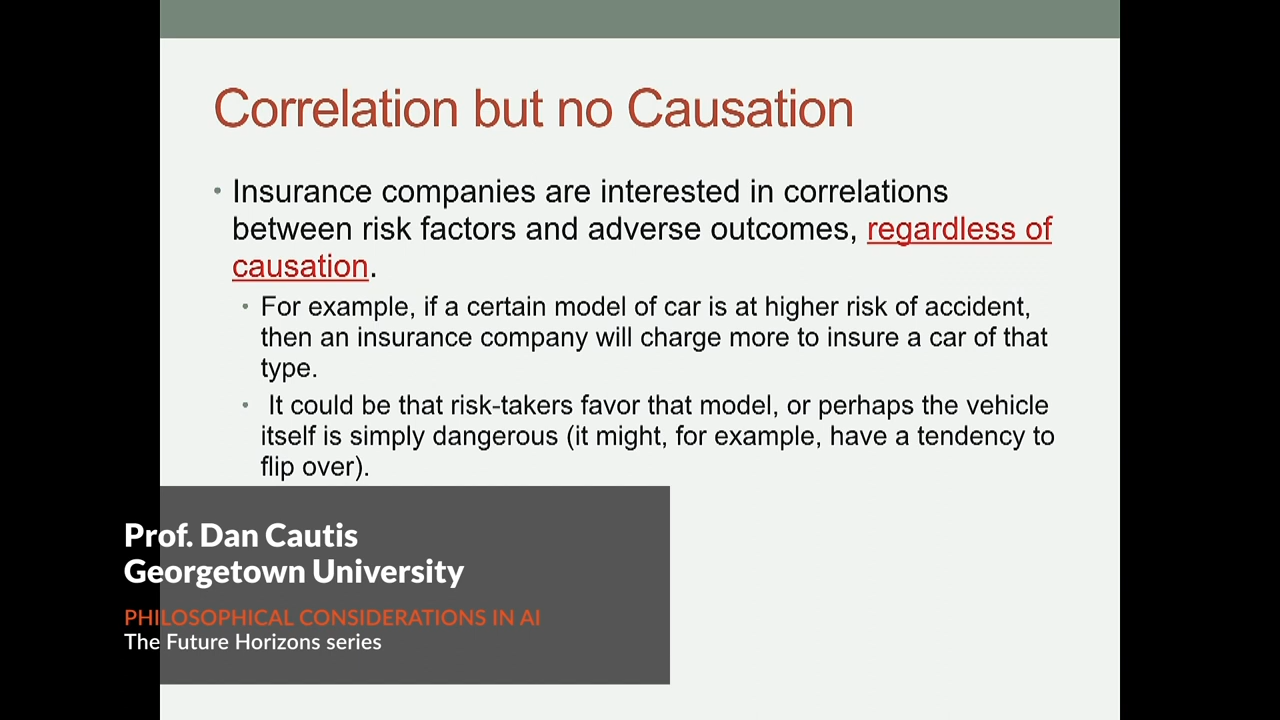 Correlation but no Causation
• Insurance companies are interested in correlations
between risk factors and adverse outcomes, regardless of
causation.
• For example, if a certain model of car is at higher risk of accident,
then an insurance company will charge more to insure a car of that
type.
• It could be that risk-takers favor that model, or perhaps the vehicle
itself is simply dangerous (it might, for example, have a tendency to
flip over).
Prof. Dan Cautis
Georgetown University
PHILOSOPHICAL CONSIDERATIONS IN AI
The Future Horizons series